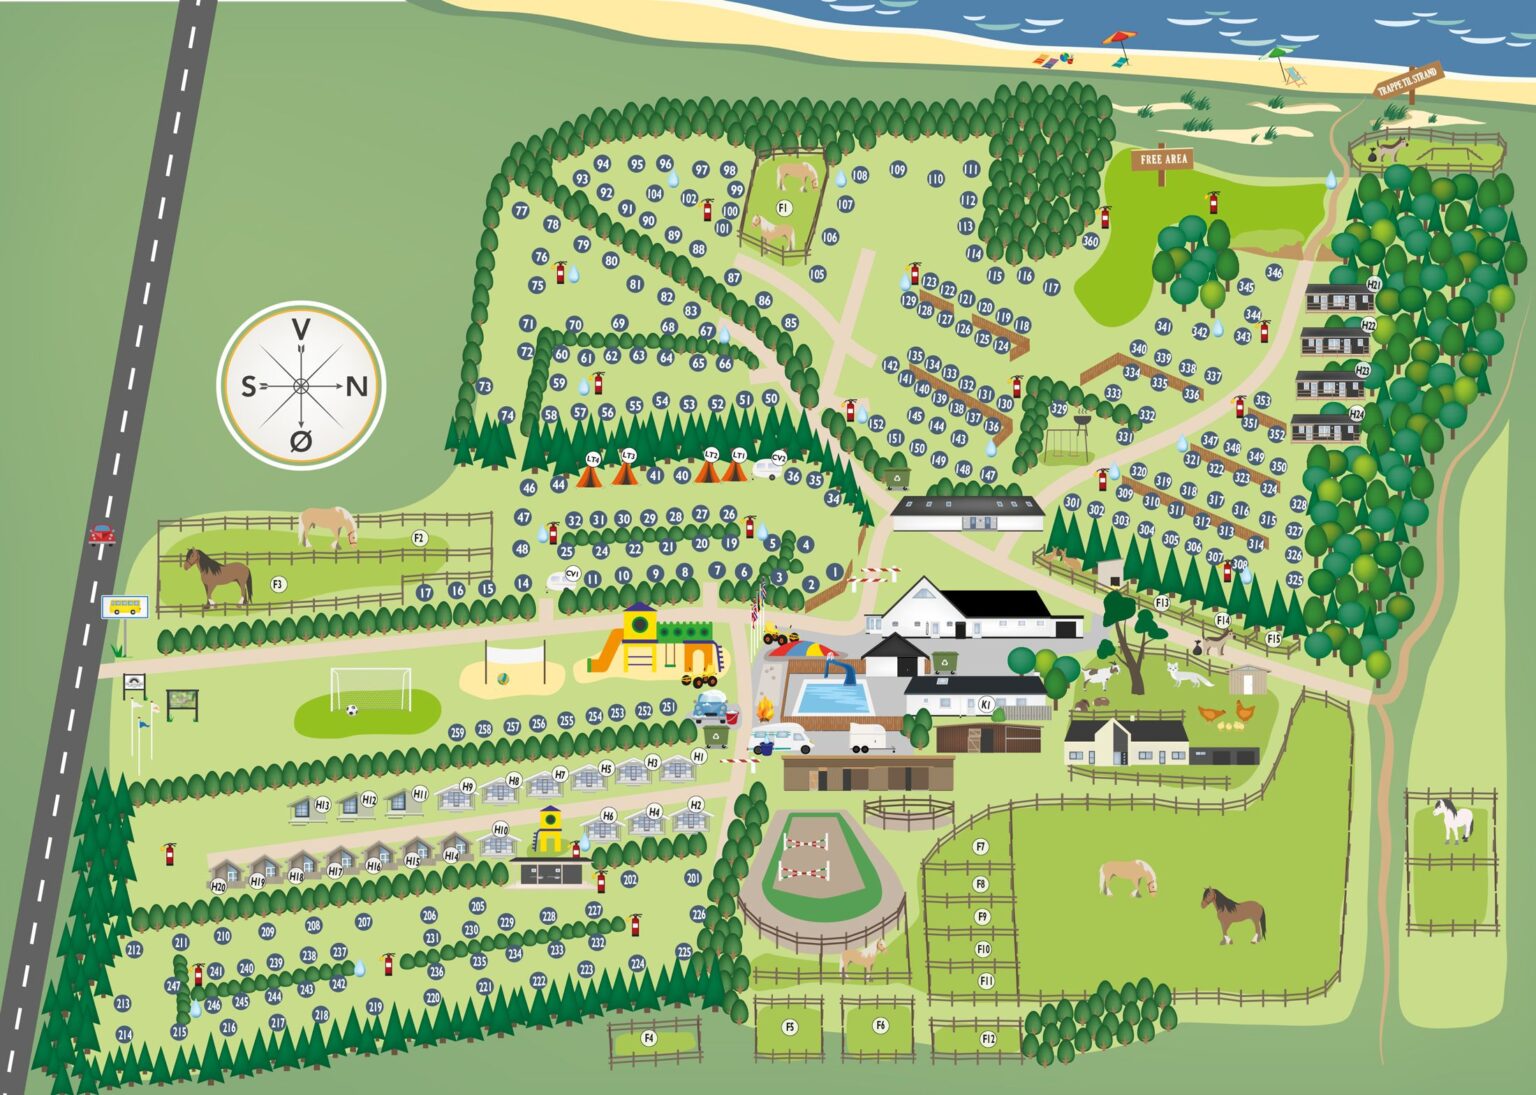 TRAPPE TIL STRAND
FREE AREA
V
S N
Ø
94 95 96 97 98
93 92 104 102 99
91 90 100 101
77 78 79 89 88
76 80 87
75 81 82 83 86 85
F1
108 109 110 111
107 112
106 113
105 114 115 116 117
360
71 70 69 68 67
72 60 61 62 63 64 65 66
73 59
74 58 57 56 55 54 53 52 51 50
123 122 121 120 119 118
129 128 127 126 125 124
135 134 133 132 131 130
142 141 140 139 138 137 136
152 145 144 143
151 150 149 148 147
346 345 344
341 342 343
340 339 338 337
334 335 336
333 332
329 331
H21
H22
H23
H24
353 351 352
347 348 349 350
321 322 323 324
320 319 318 317 316 315
309 310 311 312 313 314
301 302 303 304 305 306 307 308
328 327 326 325
LT4 LT3 41 40 LT2 LT1 CV2 36 35
46 44 34
47 32 31 30 29 28 27 26
48 25 24 22 21 20 19 5 4
CV1
17 16 15 14 11 10 9 8 7 6 3 2 1
F2
F3
F13
F14
F15
K1
259 258 257 256 255 254 253 252 251
H13 H12 H11 H9 H8 H7 H5 H3 H1
H20 H19 H18 H17 H16 H15 H14 H10 H6 H4 H2
202 201
212 211 210 209 208 207 206 205 229 228 227 226
241 240 239 238 237 231 230
247 246 245 244 243 242 236 235 234 233 232
213 225
214 215 216 217 218 219 220 221 222 223 224
F7
F8
F9
F10
F11
F4
F5
F6
F12